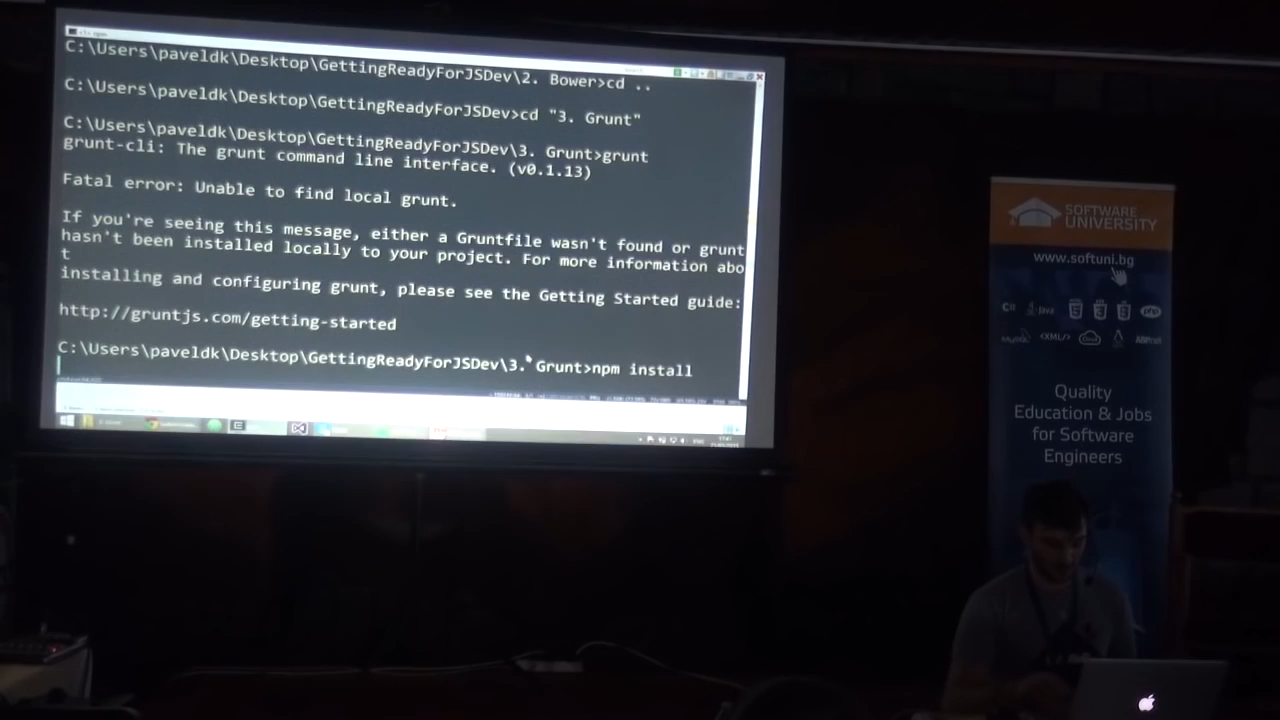 C:\Users\paveldk\Desktop\GettingReadyForJSDev\2. Bower>cd ..
C:\Users\paveldk\Desktop\GettingReadyForJSDev>cd "3. Grunt"
C:\Users\paveldk\Desktop\GettingReadyForJSDev\3. Grunt>grunt
grunt-cli: The grunt command line interface. (v0.1.13)
Fatal error: Unable to find local grunt.
If you're seeing this message, either a Gruntfile wasn't found or grunt
hasn't been installed locally to your project. For more information abo
t
installing and configuring grunt, please see the Getting Started guide:
http://gruntjs.com/getting-started
C:\Users\paveldk\Desktop\GettingReadyForJSDev\3. Grunt>npm install
SOFTWARE
UNIVERSITY
www.softuni.bg
Java
php
<XML/>
Quality
Education & Jobs
for Software
Engineers